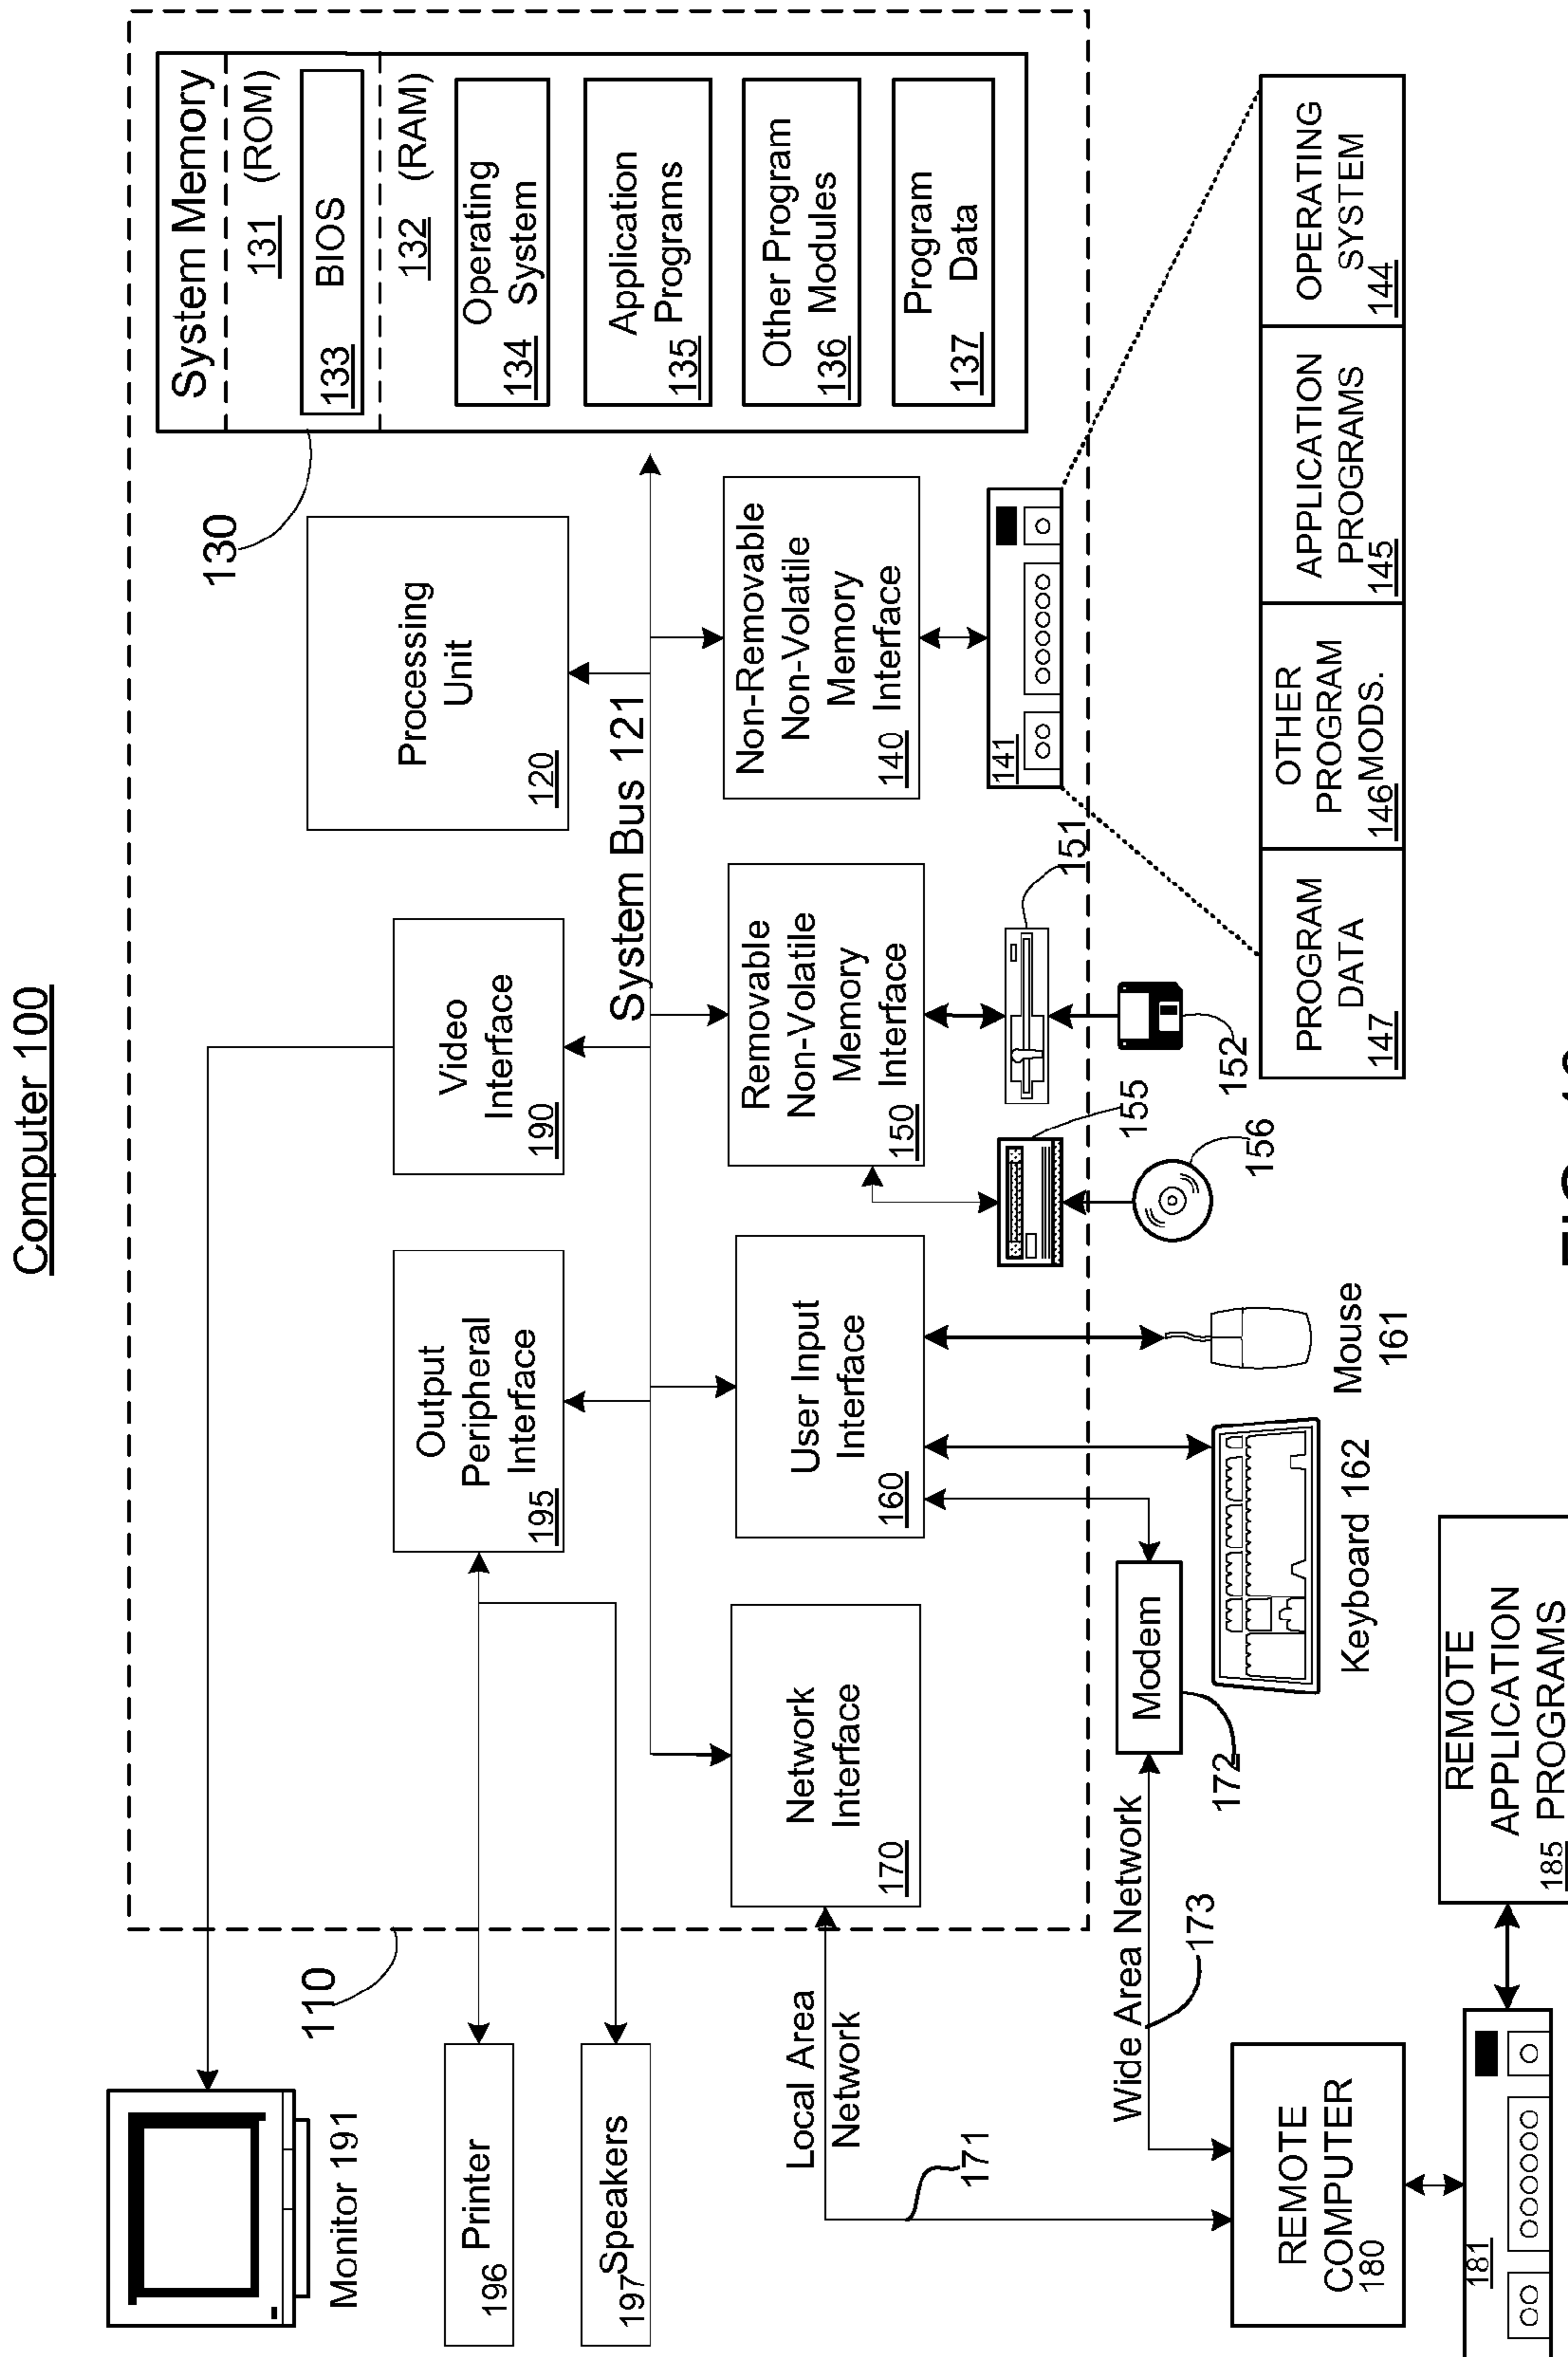 Computer 100
System Memory
131 (ROM)
BIOS
133
132 (RAM)
Operating
System
134
Application
Programs
135
Other Program
Modules
136
Program
Data
137
130
Processing
Unit
120
Video
Interface
190
Output
Peripheral
Interface
195
System Bus 121
Non-Removable
Non-Volatile
Memory
Interface
140
Removable
Non-Volatile
Memory
Interface
150
User Input
Interface
160
Network
Interface
170
110
Monitor 191
Printer
196
Speakers
197
Local Area
Network
171
Wide Area Network
173
Modem
172
141
151
152
155
156
Mouse
161
Keyboard 162
OPERATING
SYSTEM
144
APPLICATION
PROGRAMS
145
OTHER
PROGRAM
146 MODS.
PROGRAM
DATA
147
REMOTE
COMPUTER
180
181
REMOTE
APPLICATION
185 PROGRAMS